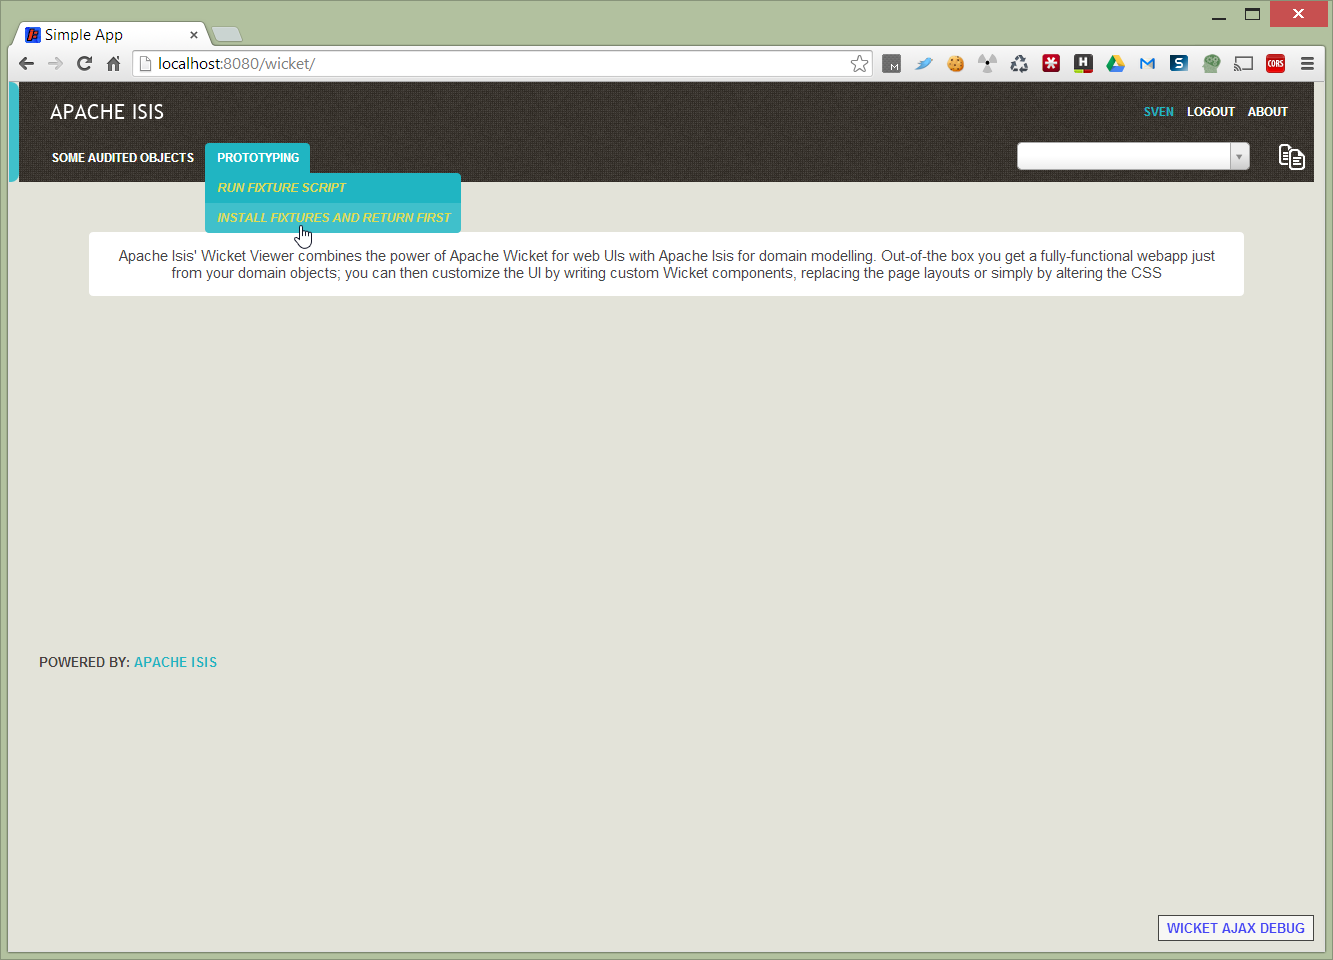 Simple App
localhost:8080/wicket/
M
H
S
CORS
APACHE ISIS
SVEN LOGOUT ABOUT
SOME AUDITED OBJECTS PROTOTYPING
RUN FIXTURE SCRIPT
INSTALL FIXTURES AND RETURN FIRST
Apache Isis' Wicket Viewer combines the power of Apache Wicket for web UIs with Apache Isis for domain modelling. Out-of-the box you get a fully-functional webapp just
from your domain objects; you can then customize the UI by writing custom Wicket components, replacing the page layouts or simply by altering the CSS
POWERED BY: APACHE ISIS
WICKET AJAX DEBUG